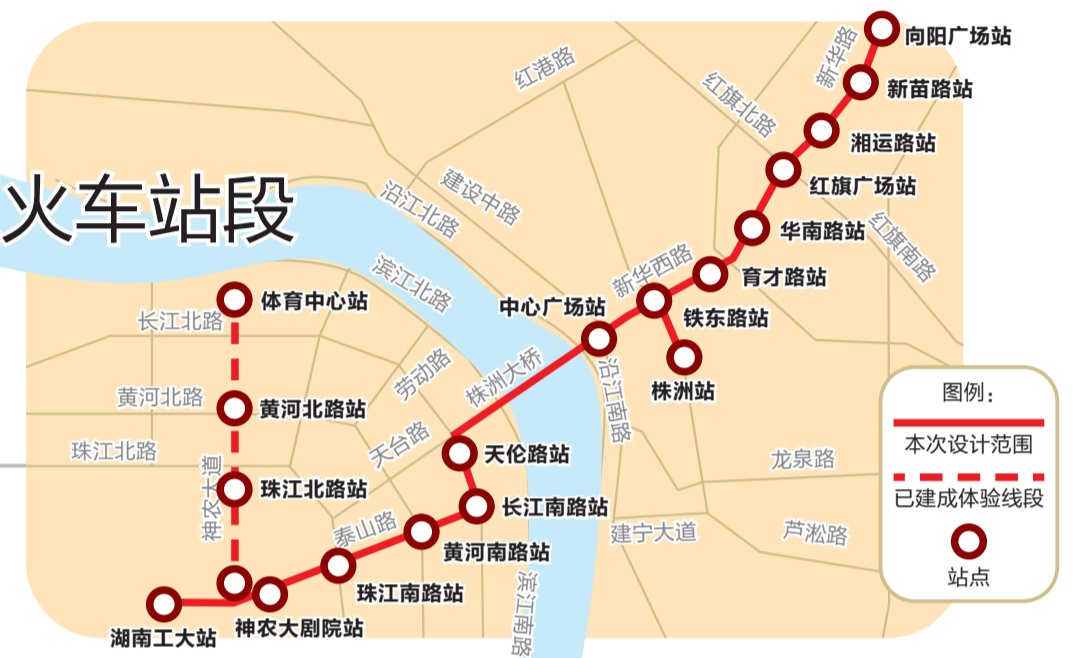 向阳广场站
新华路
新苗路站
红港路
红旗北路
湘运路站
红旗广场站
火车站段
建设中路
沿江北路
华南路站
红旗南路
新华西路
育才路站
滨江北路
体育中心站
中心广场站
铁东路站
长江北路
株洲大桥
劳动路
株洲站
沿江南路
图例：
本次设计范围
已建成体验线段
站点
黄河北路
黄河北路站
天台路
珠江北路
天伦路站
龙泉路
神农大道
珠江北路站
长江南路站
泰山路
黄河南路站
建宁大道
芦淞路
珠江南路站
滨江南路
神农大剧院站
湖南工大站